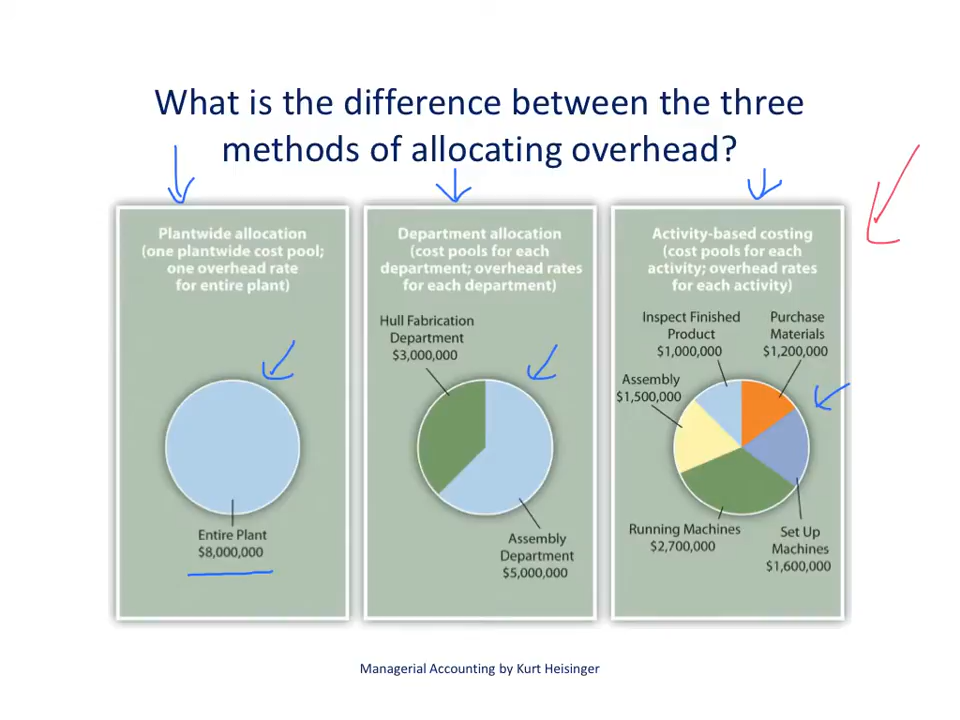 What is the difference between the three
methods of allocating overhead?
Plantwide allocation
(one plantwide cost pool;
one overhead rate
for entire plant)
Entire Plant
$8,000,000
Department allocation
(cost pools for each
department; overhead rates
for each department)
Hull Fabrication
Department
$3,000,000
Assembly
Department
$5,000,000
Activity-based costing
(cost pools for each
activity; overhead rates
for each activity)
Inspect Finished
Product
$1,000,000
Purchase
Materials
$1,200,000
Assembly
$1,500,000
Running Machines
$2,700,000
Set Up
Machines
$1,600,000
Managerial Accounting by Kurt Heisinger